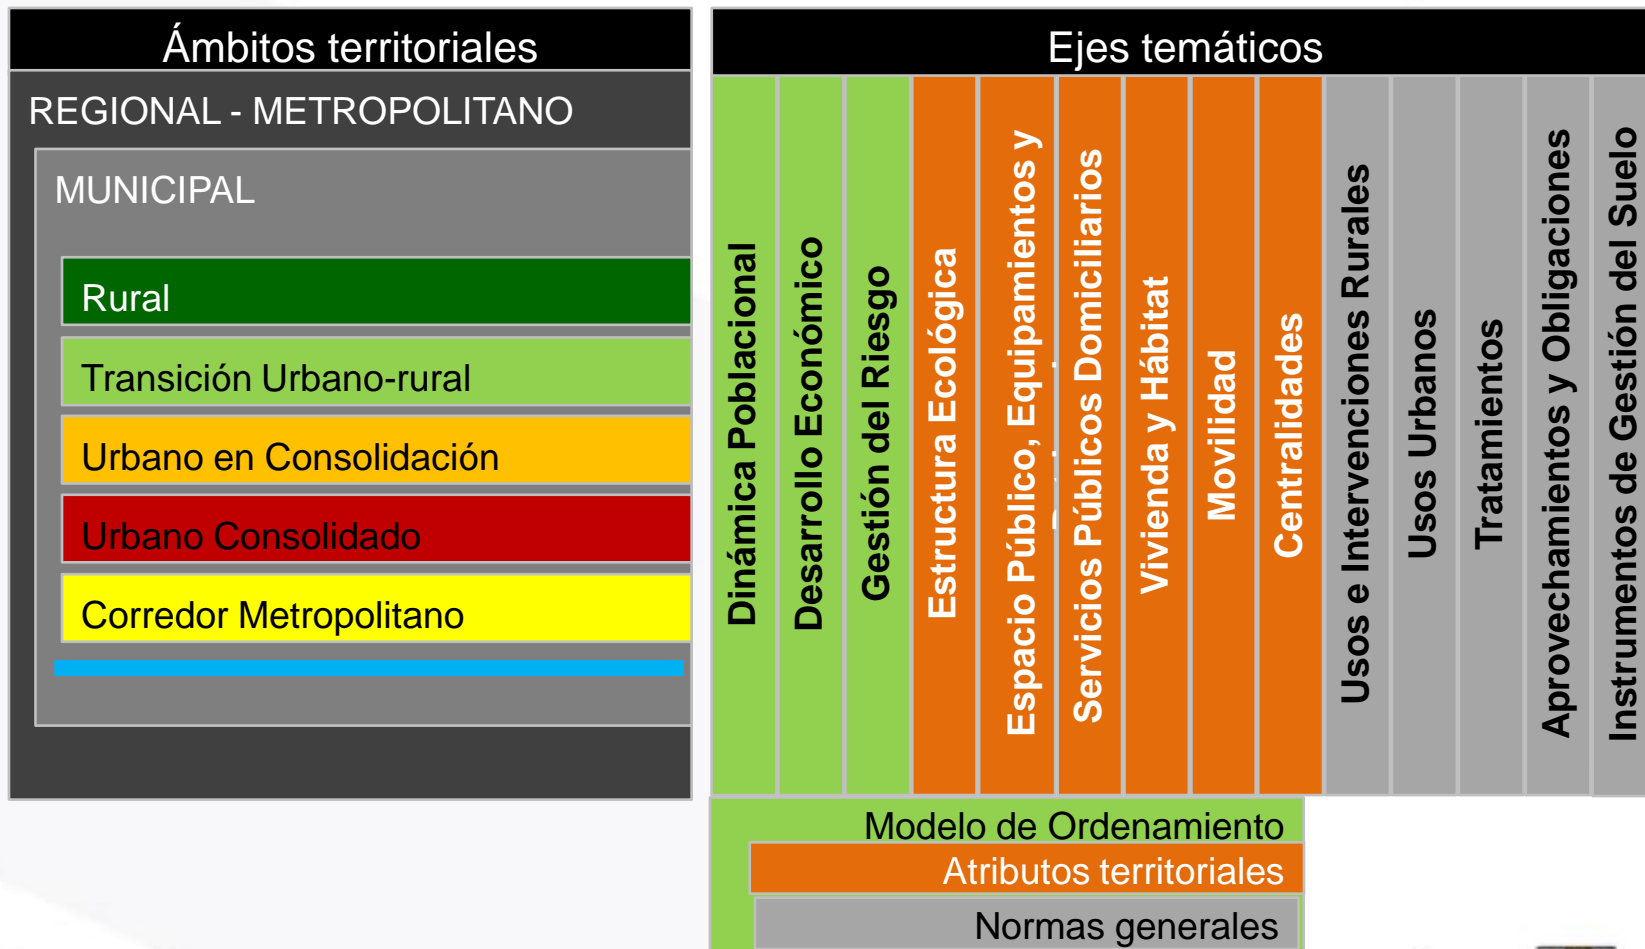 Ámbitos territoriales
REGIONAL - METROPOLITANO
MUNICIPAL
Rural
Transición Urbano-rural
Urbano en Consolidación
Urbano Consolidado
Corredor Metropolitano
Ejes temáticos
Dinámica Poblacional
Desarrollo Económico
Gestión del Riesgo
Estructura Ecológica
Espacio Público, Equipamientos y
Servicios Públicos Domiciliarios
Vivienda y Hábitat
Movilidad
Centralidades
Usos e Intervenciones Rurales
Usos Urbanos
Tratamientos
Aprovechamientos y Obligaciones
Instrumentos de Gestión del Suelo
Modelo de Ordenamiento
Atributos territoriales
Normas generales